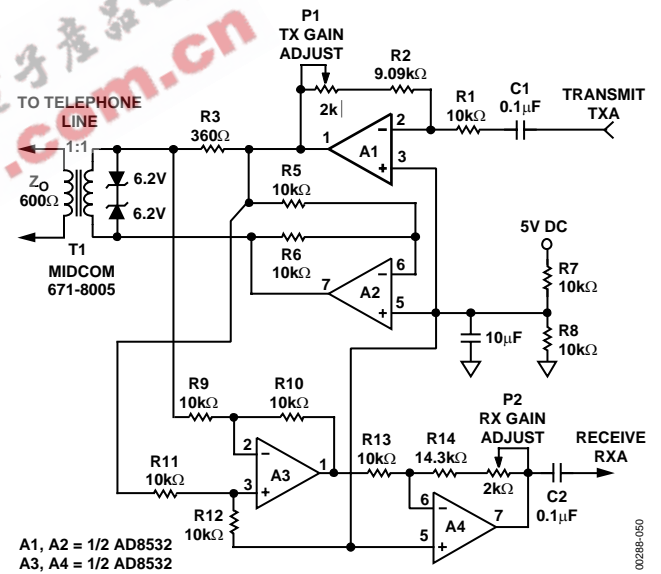 子產品
.com.cn
P1
TX GAIN
ADJUST
2k
R2
9.09kΩ
R1
10kΩ
C1
0.1μF
TRANSMIT
TXA
TO TELEPHONE
LINE
1:1
ZO
600Ω
6.2V
6.2V
T1
MIDCOM
671-8005
R3
360Ω
1
A1
2
3
R5
10kΩ
R6
10kΩ
7
A2
6
5
5V DC
R7
10kΩ
R8
10kΩ
10μF
R9
10kΩ
R10
10kΩ
2
3
A3
1
R11
10kΩ
R12
10kΩ
R13
10kΩ
R14
14.3kΩ
P2
RX GAIN
ADJUST
2kΩ
6
5
A4
7
C2
0.1μF
RECEIVE
RXA
A1, A2 = 1/2 AD8532
A3, A4 = 1/2 AD8532
00288-050